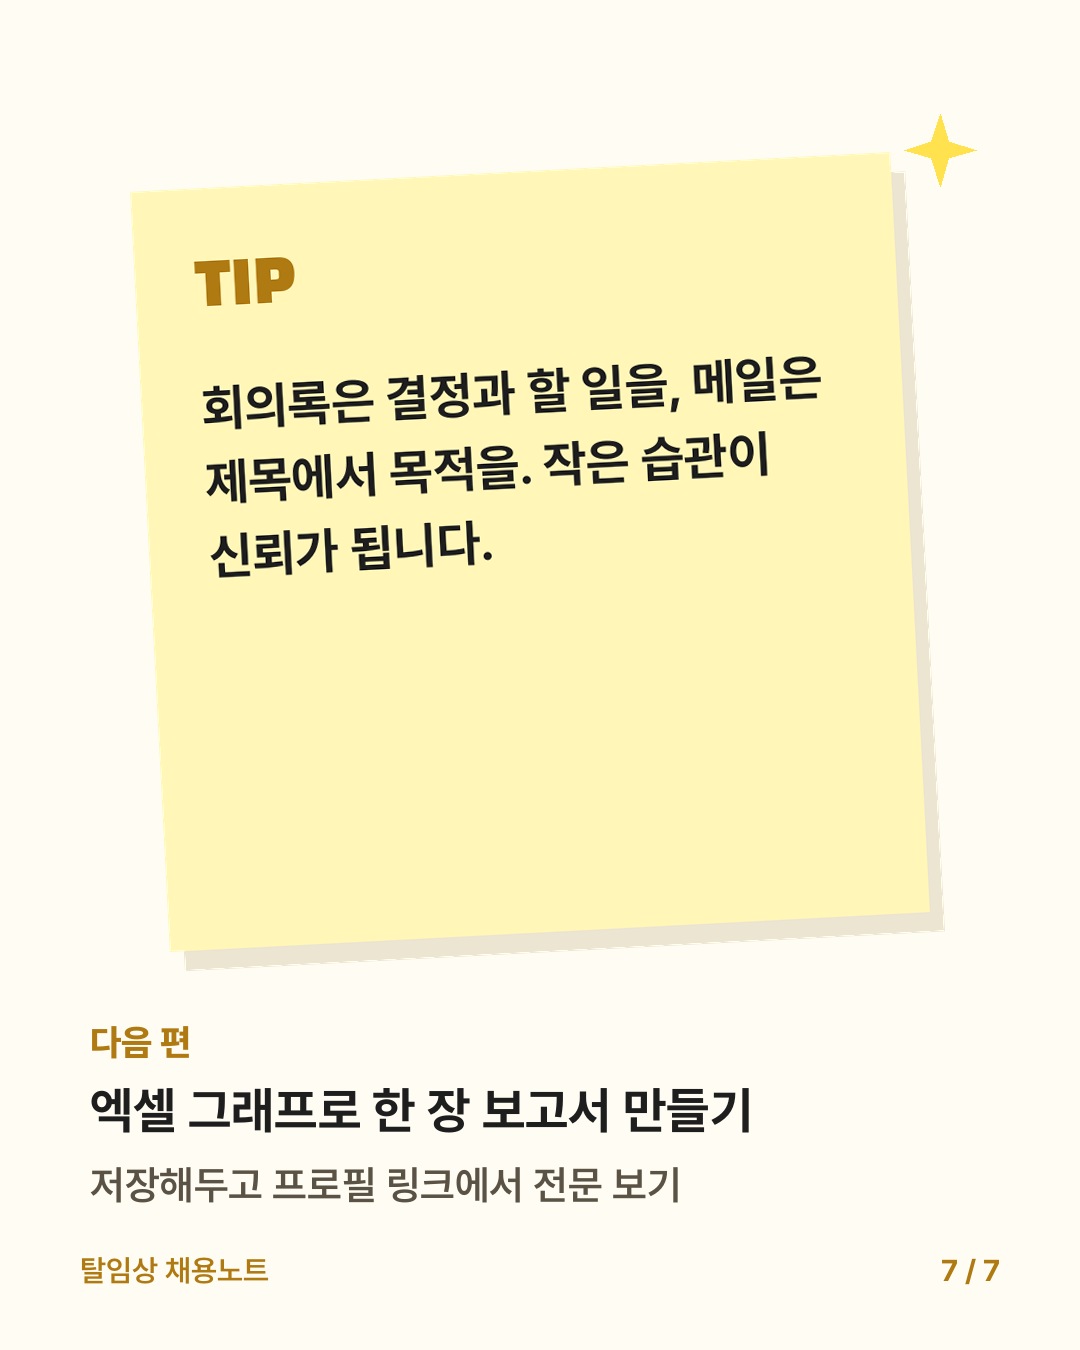 TIP
회의록은 결정과 할 일을, 메일은
제목에서 목적을. 작은 습관이
신뢰가 됩니다.
다음 편
엑셀 그래프로 한 장 보고서 만들기
저장해두고 프로필 링크에서 전문 보기
탈임상 채용노트
7 / 7